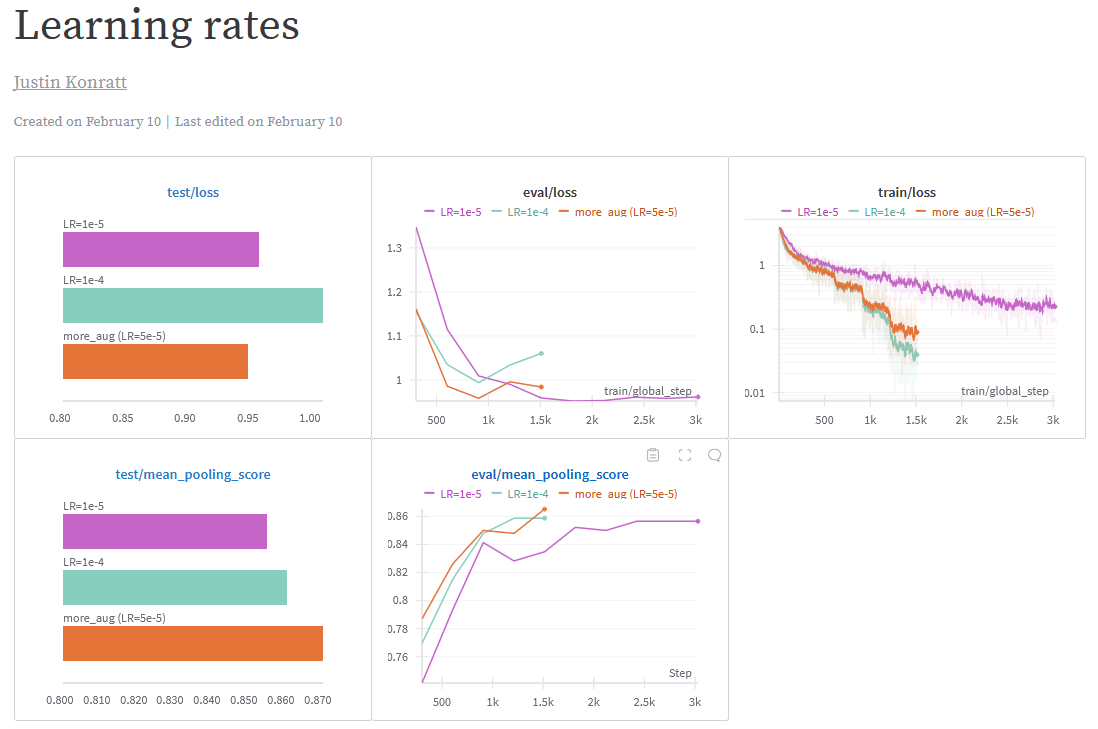 Learning rates
Justin Konratt
Created on February 10 | Last edited on February 10
test/loss
LR=1e-5
LR=1e-4
more_aug (LR=5e-5)
0.80 0.85 0.90 0.95 1.00
eval/loss
LR=1e-5 LR=1e-4 more_aug (LR=5e-5)
1.3
1.2
1.1
1
train/global_step
500 1k 1.5k 2k 2.5k 3k
train/loss
LR=1e-5 LR=1e-4 more_aug (LR=5e-5)
1
0.1
0.01
train/global_step
500 1k 1.5k 2k 2.5k 3k
test/mean_pooling_score
LR=1e-5
LR=1e-4
more_aug (LR=5e-5)
0.800 0.810 0.820 0.830 0.840 0.850 0.860 0.870
eval/mean_pooling_score
LR=1e-5 LR=1e-4 more_aug (LR=5e-5)
0.86
0.84
0.82
0.8
0.78
0.76
Step
500 1k 1.5k 2k 2.5k 3k